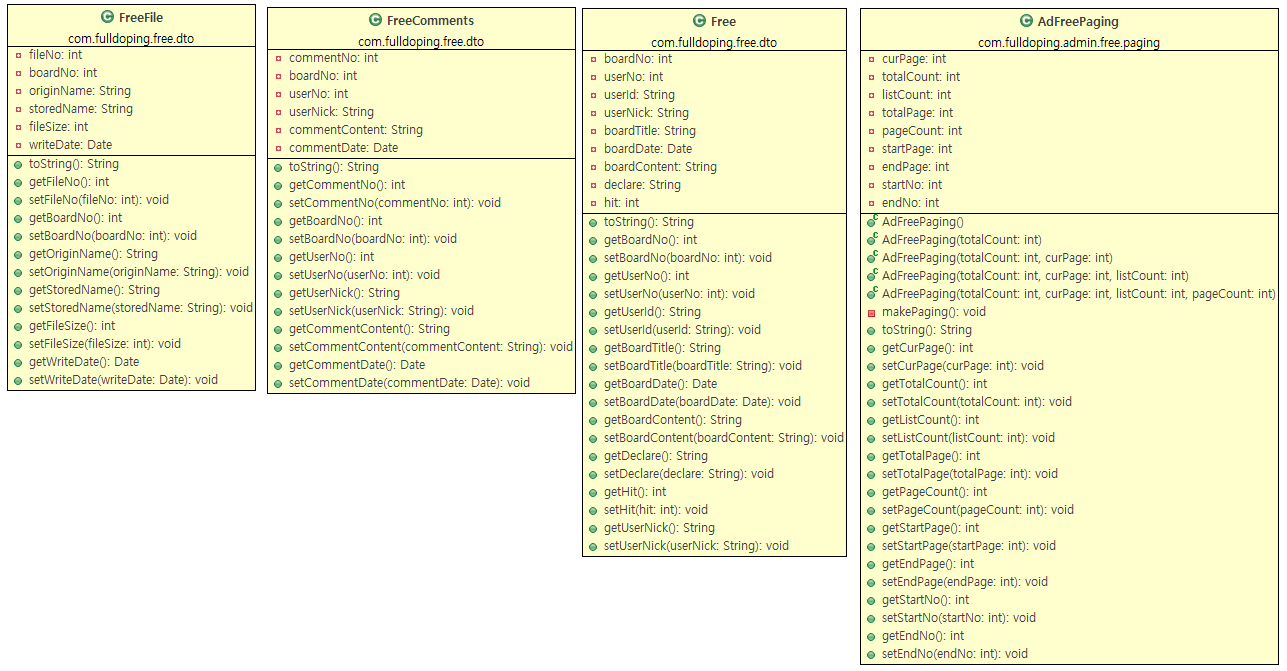 FreeFile
com.fulldoping.free.dto
fileNo: int
boardNo: int
originName: String
storedName: String
fileSize: int
writeDate: Date
toString(): String
getFileNo(): int
setFileNo(fileNo: int): void
getBoardNo(): int
setBoardNo(boardNo: int): void
getOriginName(): String
setOriginName(originName: String): void
getStoredName(): String
setStoredName(storedName: String): void
getFileSize(): int
setFileSize(fileSize: int): void
getWriteDate(): Date
setWriteDate(writeDate: Date): void
FreeComments
com.fulldoping.free.dto
commentNo: int
boardNo: int
userNo: int
userNick: String
commentContent: String
commentDate: Date
toString(): String
getCommentNo(): int
setCommentNo(commentNo: int): void
getBoardNo(): int
setBoardNo(boardNo: int): void
getUserNo(): int
setUserNo(userNo: int): void
getUserNick(): String
setUserNick(userNick: String): void
getCommentContent(): String
setCommentContent(commentContent: String): void
getCommentDate(): Date
setCommentDate(commentDate: Date): void
Free
com.fulldoping.free.dto
boardNo: int
userNo: int
userId: String
userNick: String
boardTitle: String
boardDate: Date
boardContent: String
declare: String
hit: int
toString(): String
getBoardNo(): int
setBoardNo(boardNo: int): void
getUserNo(): int
setUserNo(userNo: int): void
getUserId(): String
setUserId(userId: String): void
getBoardTitle(): String
setBoardTitle(boardTitle: String): void
getBoardDate(): Date
setBoardDate(boardDate: Date): void
getBoardContent(): String
setBoardContent(boardContent: String): void
getDeclare(): String
setDeclare(declare: String): void
getHit(): int
setHit(hit: int): void
getUserNick(): String
setUserNick(userNick: String): void
AdFreePaging
com.fulldoping.admin.free.paging
curPage: int
totalCount: int
listCount: int
totalPage: int
pageCount: int
startPage: int
endPage: int
startNo: int
endNo: int
AdFreePaging()
AdFreePaging(totalCount: int)
AdFreePaging(totalCount: int, curPage: int)
AdFreePaging(totalCount: int, curPage: int, listCount: int)
AdFreePaging(totalCount: int, curPage: int, listCount: int, pageCount: int)
makePaging(): void
toString(): String
getCurPage(): int
setCurPage(curPage: int): void
getTotalCount(): int
setTotalCount(totalCount: int): void
getListCount(): int
setListCount(listCount: int): void
getTotalPage(): int
setTotalPage(totalPage: int): void
getPageCount(): int
setPageCount(pageCount: int): void
getStartPage(): int
setStartPage(startPage: int): void
getEndPage(): int
setEndPage(endPage: int): void
getStartNo(): int
setStartNo(startNo: int): void
getEndNo(): int
setEndNo(endNo: int): void